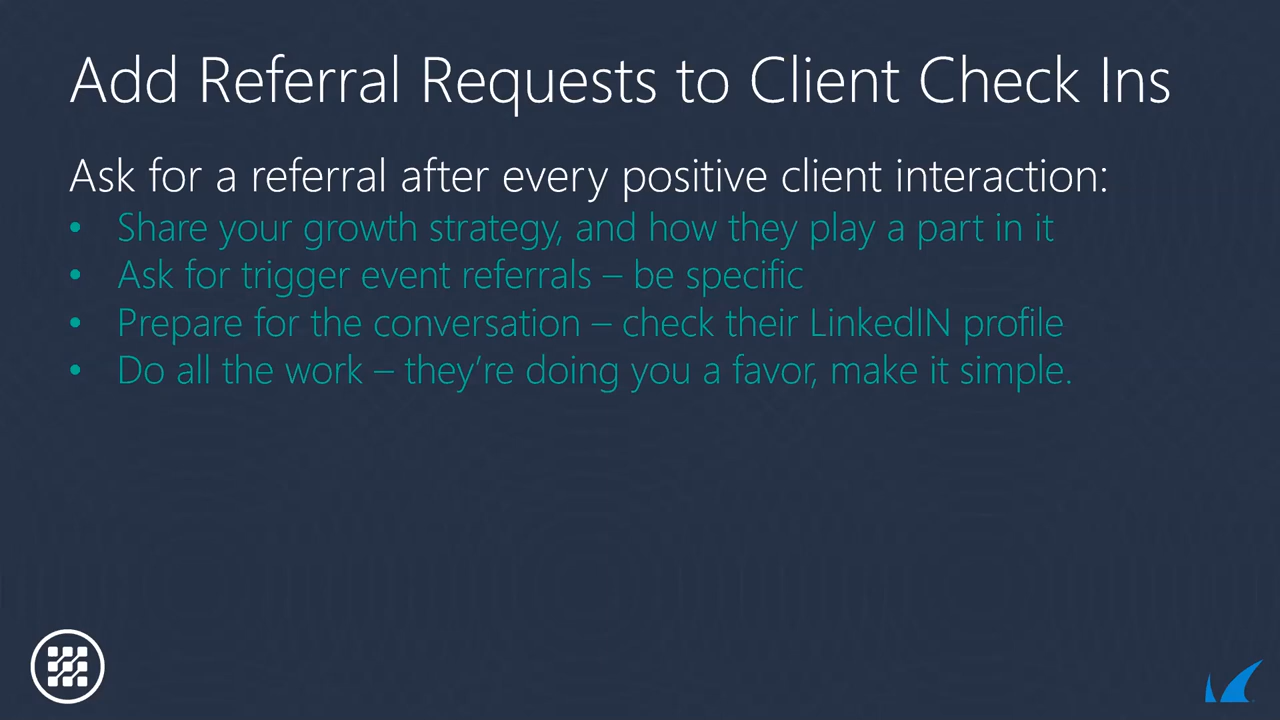 Add Referral Requests to Client Check Ins
Ask for a referral after every positive client interaction:
• Share your growth strategy, and how they play a part in it
• Ask for trigger event referrals – be specific
• Prepare for the conversation – check their LinkedIN profile
• Do all the work – they’re doing you a favor, make it simple.